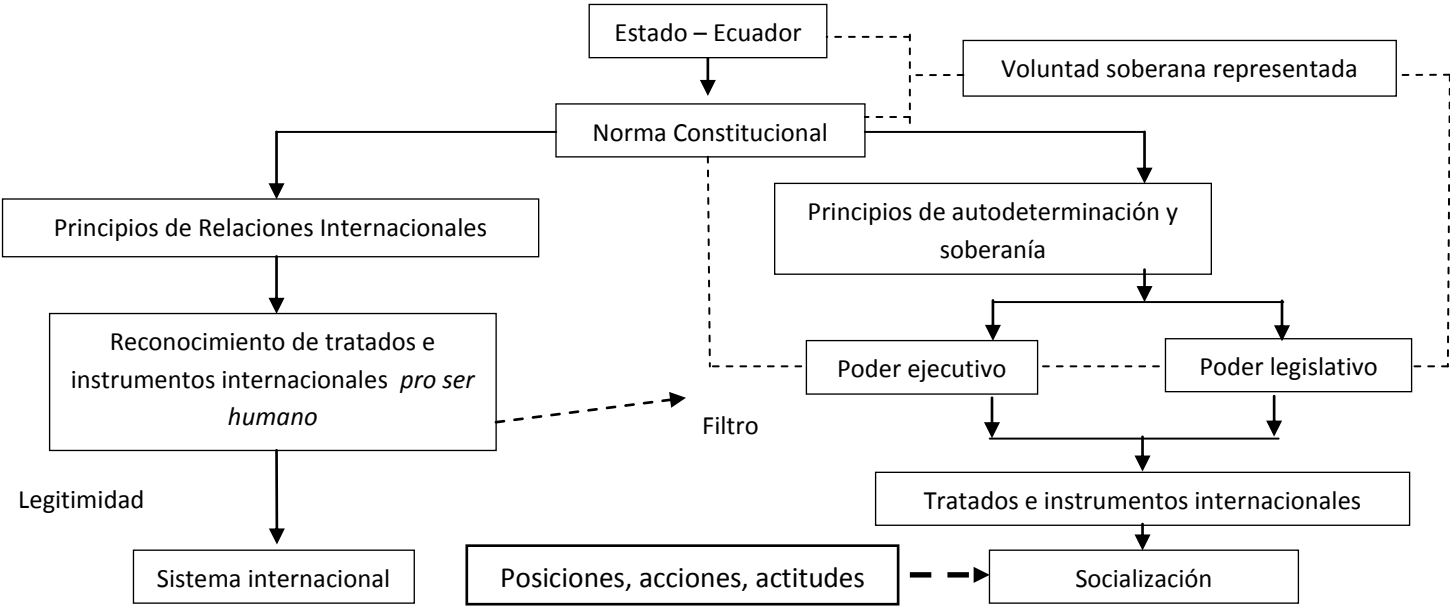 Estado – Ecuador
Voluntad soberana representada
Norma Constitucional
Principios de Relaciones Internacionales
Principios de autodeterminación y
soberanía
Reconocimiento de tratados e
instrumentos internacionales pro ser
humano
Poder ejecutivo
Poder legislativo
Filtro
Legitimidad
Tratados e instrumentos internacionales
Sistema internacional
Posiciones, acciones, actitudes
Socialización